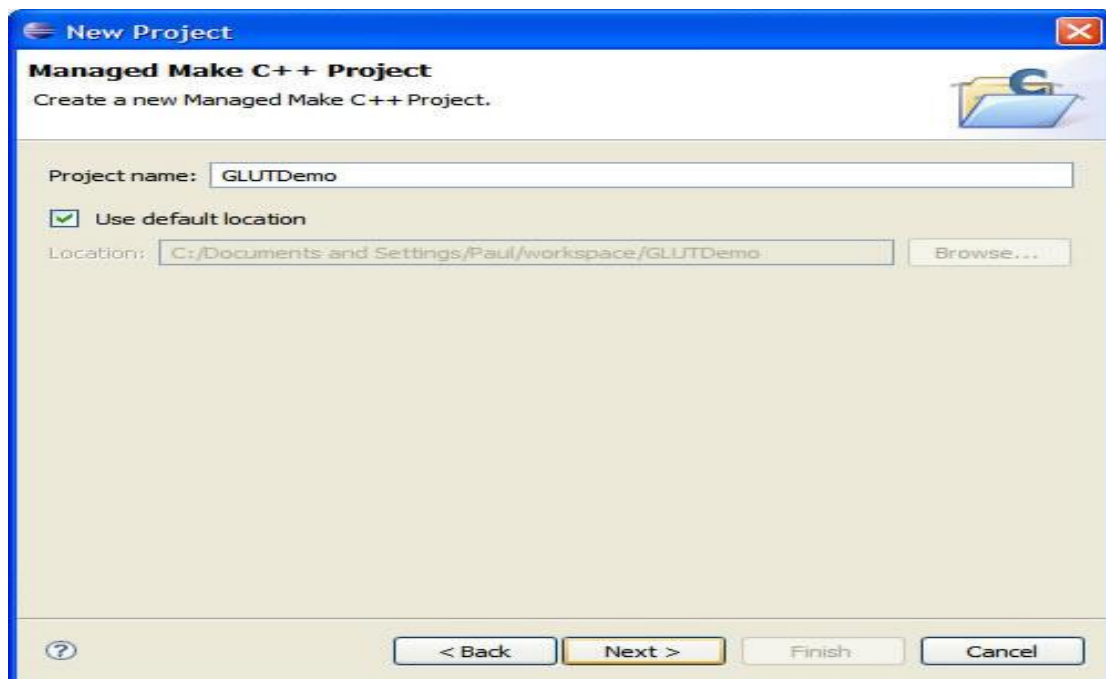 New Project
Managed Make C++ Project
Create a new Managed Make C++ Project.
Project name: GLUTDemo
Use default location
Location: C:/Documents and Settings/Paul/workspace/GLUTDemo Browse...
< Back Next > Finish Cancel